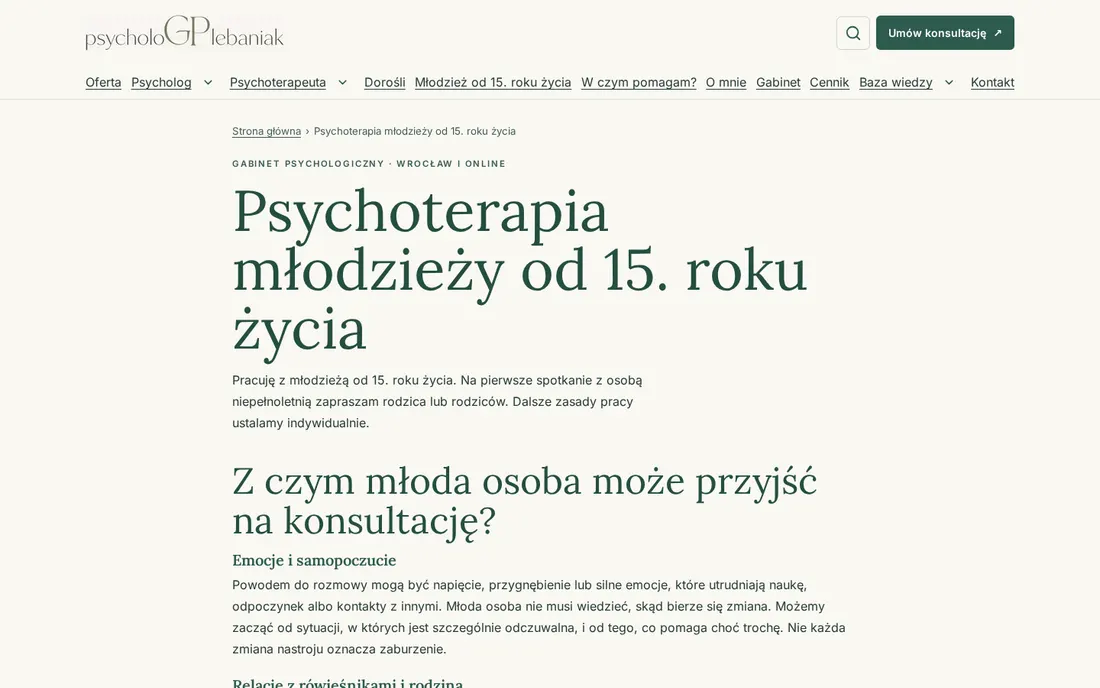 psycholoGPlebaniak
Umów konsultację ↗
Oferta Psycholog Psychoterapeuta Dorośli Młodzież od 15. roku życia W czym pomagam? O mnie Gabinet Cennik Baza wiedzy Kontakt
Strona główna › Psychoterapia młodzieży od 15. roku życia
GABINET PSYCHOLOGICZNY · WROCŁAW I ONLINE
Psychoterapia
młodzieży od 15. roku
życia
Pracuję z młodzieżą od 15. roku życia. Na pierwsze spotkanie z osobą
niepełnoletnią zapraszam rodzica lub rodziców. Dalsze zasady pracy
ustalamy indywidualnie.
Z czym młoda osoba może przyjść
na konsultację?
Emocje i samopoczucie
Powodem do rozmowy mogą być napięcie, przygnębienie lub silne emocje, które utrudniają naukę,
odpoczynek albo kontakty z innymi. Młoda osoba nie musi wiedzieć, skąd bierze się zmiana. Możemy
zacząć od sytuacji, w których jest szczególnie odczuwalna, i od tego, co pomaga choć trochę. Nie każda
zmiana nastroju oznacza zaburzenie.
Relacje z rówieśnikami i rodziną